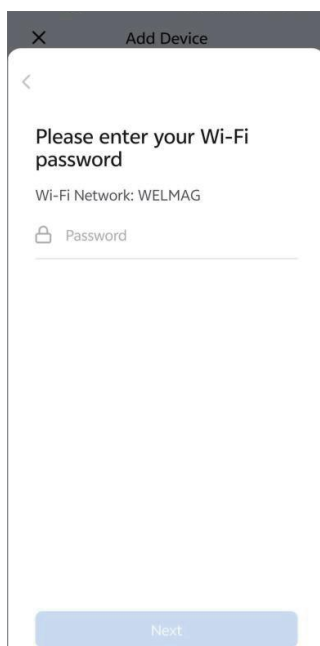 Add Device
Please enter your Wi-Fi
password
Wi-Fi Network: WELMAG
Password
Next